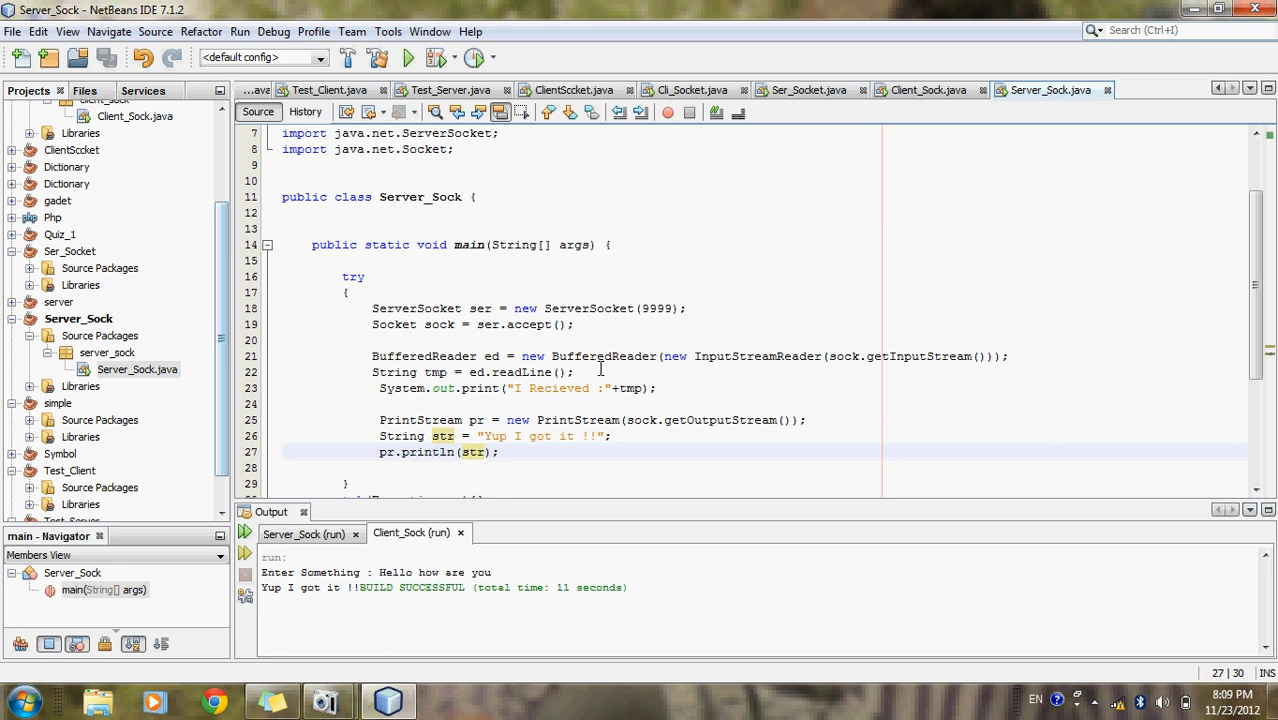 Server_Sock - NetBeans IDE 7.1.2
File Edit View Navigate Source Refactor Run Debug Profile Team Tools Window Help
Search (Ctrl+I)
<default config>
Projects Files Services
...ava Test_Client.java Test_Server.java ClientSccket.java Cli_Socket.java Ser_Socket.java Client_Sock.java Server_Sock.java
Source History
client_sock
Client_Sock.java
Libraries
ClientSccket
Dictionary
Dictionary
gadet
Php
Quiz_1
Ser_Socket
Source Packages
Libraries
server
Server_Sock
Source Packages
server_sock
Server_Sock.java
Libraries
simple
Libraries
Symbol
Test_Client
Source Packages
Libraries
Test_Server
7 import java.net.ServerSocket;
8 import java.net.Socket;
9
10
11 public class Server_Sock {
12
13
14 public static void main(String[] args) {
15
16 try
17 {
18 ServerSocket ser = new ServerSocket(9999);
19 Socket sock = ser.accept();
20
21 BufferedReader ed = new BufferedReader(new InputStreamReader(sock.getInputStream()));
22 String tmp = ed.readLine();
23 System.out.print("I Recieved :"+tmp);
24
25 PrintStream pr = new PrintStream(sock.getOutputStream());
26 String str = "Yup I got it !!";
27 pr.println(str);
28
29 }
main - Navigator
Members View
Server_Sock
main(String[] args)
Output
Server_Sock (run) Client_Sock (run)
run:
Enter Something : Hello how are you
Yup I got it !!BUILD SUCCESSFUL (total time: 11 seconds)
27 | 30 INS
EN
8:09 PM
11/23/2012